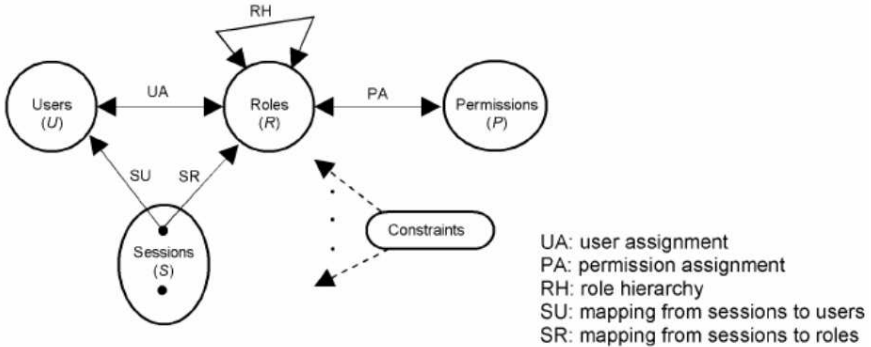 RH
UA
PA
Users
(U)
Roles
(R)
Permissions
(P)
SU
SR
Constraints
Sessions
(S)
UA: user assignment
PA: permission assignment
RH: role hierarchy
SU: mapping from sessions to users
SR: mapping from sessions to roles